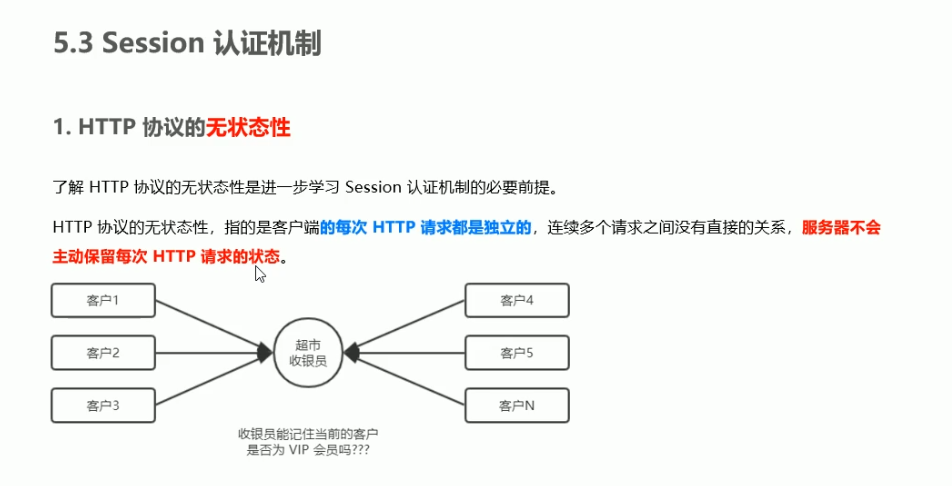 5.3 Session 认证机制
1. HTTP 协议的无状态性
了解 HTTP 协议的无状态性是进一步学习 Session 认证机制的必要前提。
HTTP 协议的无状态性，指的是客户端的每次 HTTP 请求都是独立的，连续多个请求之间没有直接的关系，服务器不会
主动保留每次 HTTP 请求的状态。
客户1
客户2
客户3
超市
收银员
客户4
客户5
客户N
收银员能记住当前的客户
是否为 VIP 会员吗???